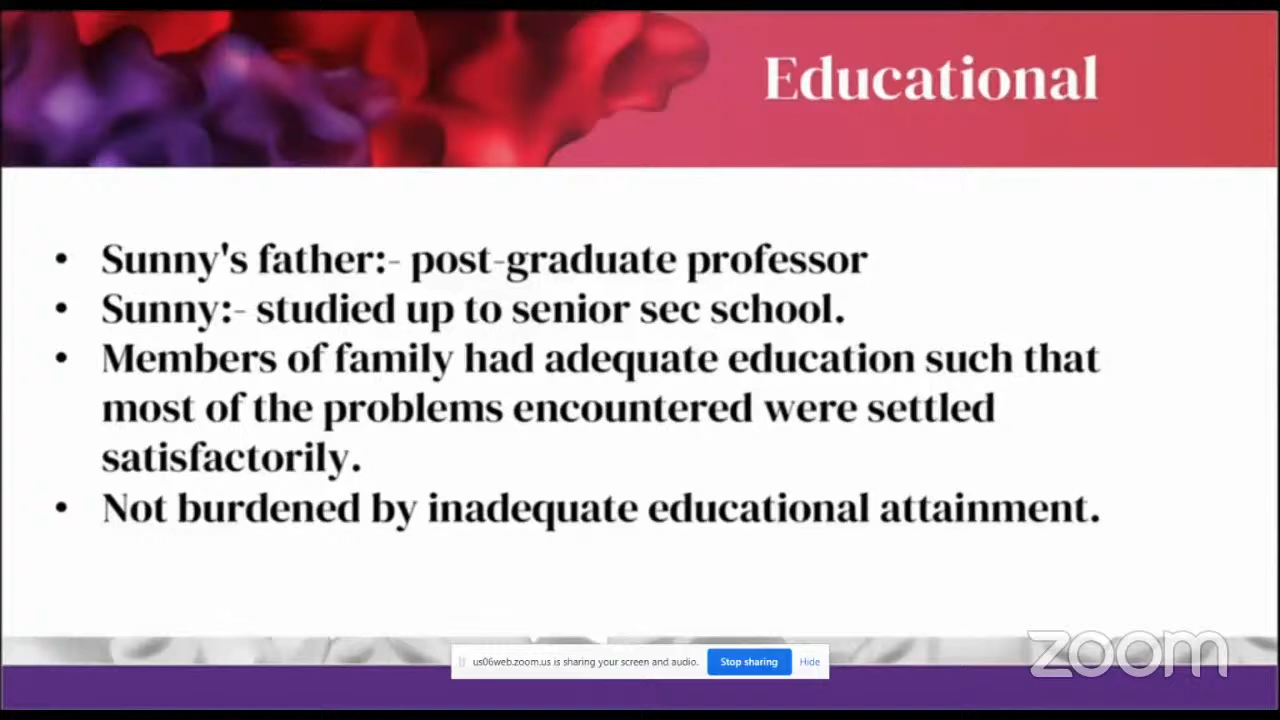 Educational
• Sunny's father:- post-graduate professor
• Sunny:- studied up to senior sec school.
• Members of family had adequate education such that
most of the problems encountered were settled
satisfactorily.
• Not burdened by inadequate educational attainment.
us06web.zoom.us is sharing your screen and audio. Stop sharing Hide
zoom